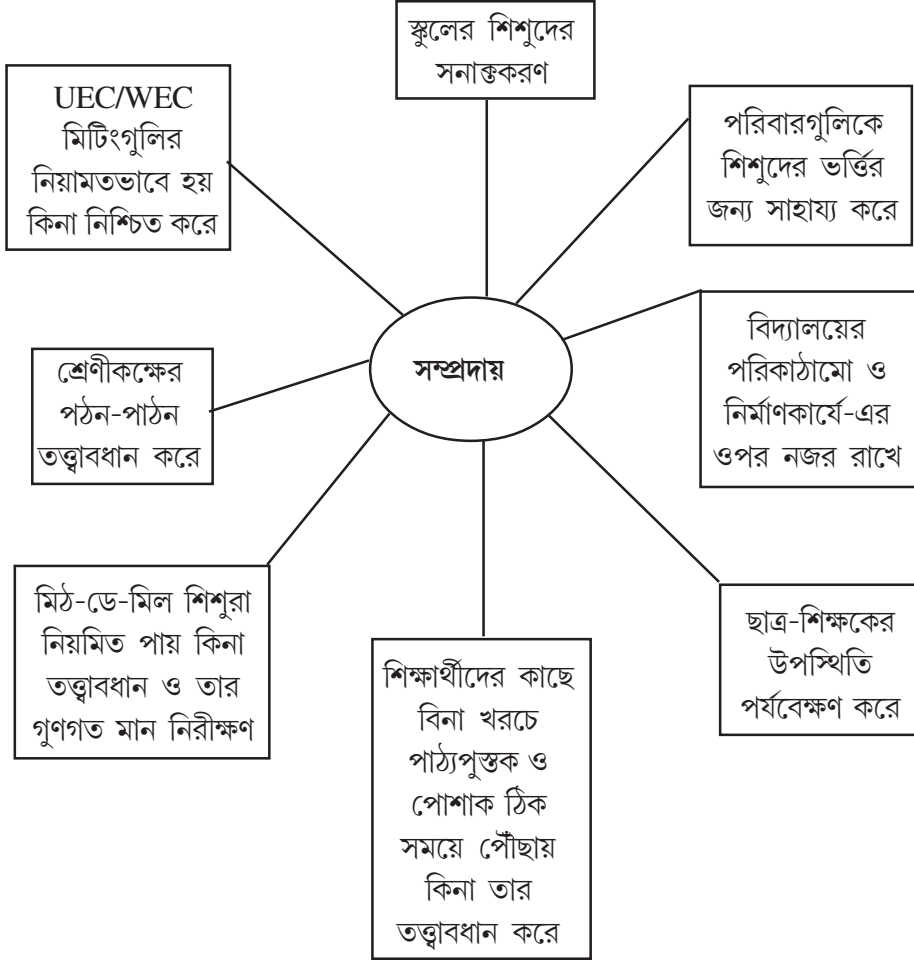 স্কুলের শিশুদের
সনাক্তকরণ
UEC/WEC
মিটিংগুলির
নিয়ামতভাবে হয়
কিনা নিশ্চিত করে
পরিবারগুলিকে
শিশুদের ভর্ত্তির
জন্য সাহায্য করে
সম্প্রদায়
বিদ্যালয়ের
পরিকাঠামো ও
নির্মাণকার্যে-এর
ওপর নজর রাখে
শ্রেণীকক্ষের
পঠন-পাঠন
তত্ত্বাবধান করে
মিঠ-ডে-মিল শিশুরা
নিয়মিত পায় কিনা
তত্ত্বাবধান ও তার
গুণগত মান নিরীক্ষণ
শিক্ষার্থীদের কাছে
বিনা খরচে
পাঠ্যপুস্তক ও
পোশাক ঠিক
সময়ে পৌঁছায়
কিনা তার
তত্ত্বাবধান করে
ছাত্র-শিক্ষকের
উপস্থিতি
পর্যবেক্ষণ করে